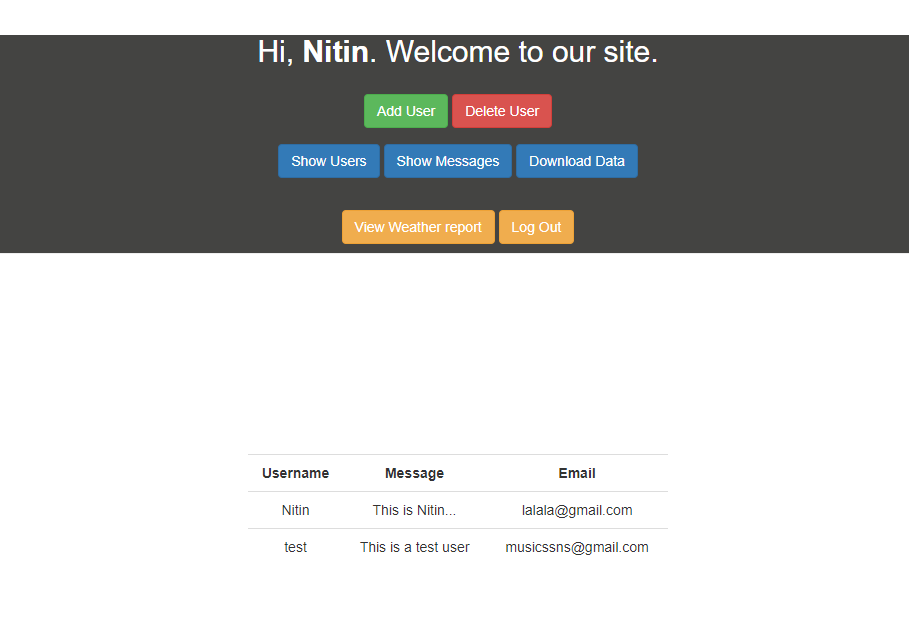 Hi, Nitin. Welcome to our site.
Add User Delete User
Show Users Show Messages Download Data
View Weather report Log Out
Username Message Email
Nitin This is Nitin... lalala@gmail.com
test This is a test user musicssns@gmail.com